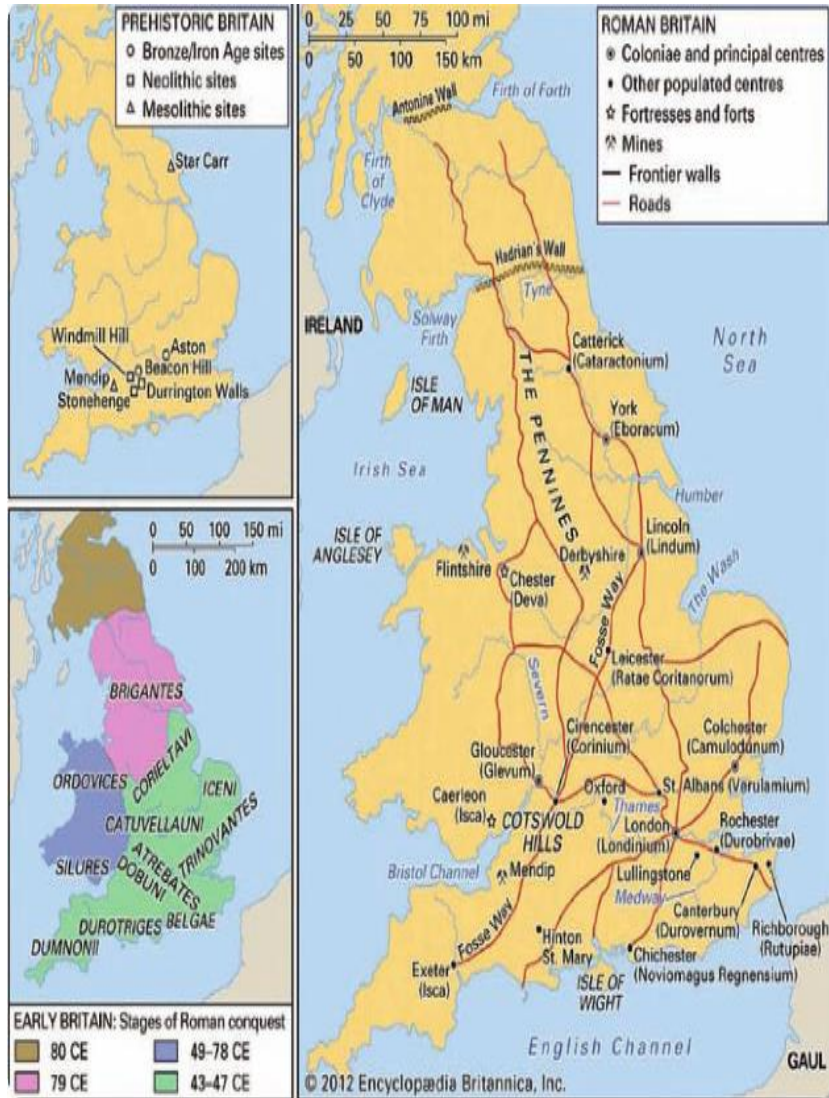 PREHISTORIC BRITAIN
Bronze/Iron Age sites
Neolithic sites
Mesolithic sites
Star Carr
Windmill Hill
Aston
Beacon Hill
Mendip
Durrington Walls
Stonehenge
0 50 100 150 mi
0 100 200 km
BRIGANTES
ORDOVICES
CORIELTAVI
ICENI
CATUVELLAUNI
TRINOVANTES
ATREBATES
SILURES
DOBUNI
BELGAE
DUROTRIGES
DUMNONII
EARLY BRITAIN: Stages of Roman conquest
80 CE
49–78 CE
79 CE
43–47 CE
0 25 50 75 100 mi
0 50 100 150 km
ROMAN BRITAIN
Coloniae and principal centres
Other populated centres
Fortresses and forts
Mines
Frontier walls
Roads
Antonine Wall
Firth of Forth
Firth
of
Clyde
Hadrian's Wall
Tyne
IRELAND
Solway
Firth
North
Sea
Catterick
(Cataractonium)
ISLE
OF MAN
THE PENNINES
York
(Eboracum)
Irish Sea
Humber
ISLE OF
ANGLESEY
Lincoln
(Lindum)
Flintshire
Derbyshire
Chester
(Deva)
The Wash
Fosse Way
Leicester
(Ratae Coritanorum)
Severn
Cirencester
(Corinium)
Colchester
(Camulodunum)
Gloucester
(Glevum)
Oxford
St. Albans (Varulamium)
Caerleon
(Isca)
COTSWOLD
HILLS
Thames
London
(Londinium)
Rochester
(Durobrivae)
Bristol Channel
Mendip
Lullingstone
Medway
Canterbury
(Durovernum)
Richborough
(Rutupiae)
Fosse Way
Hinton
St. Mary
Exeter
(Isca)
Chichester
(Noviomagus Regnensium)
ISLE OF
WIGHT
English Channel
GAUL
© 2012 Encyclopædia Britannica, Inc.